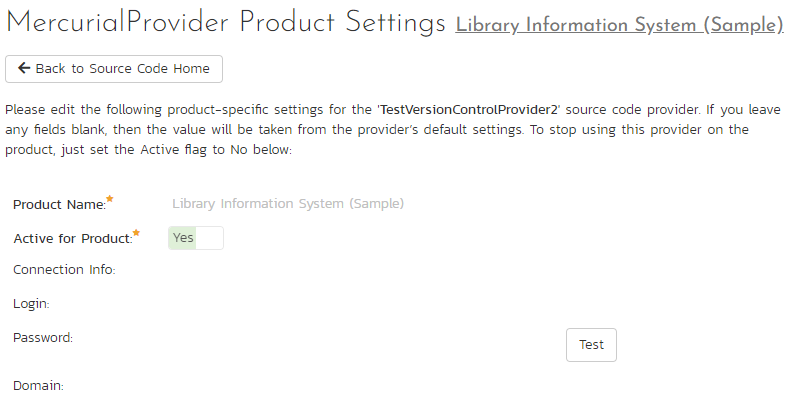 MercurialProvider Product Settings Library Information System (Sample)
Back to Source Code Home
Please edit the following product-specific settings for the 'TestVersionControlProvider2' source code provider. If you leave
any fields blank, then the value will be taken from the provider's default settings. To stop using this provider on the
product, just set the Active flag to No below:
Product Name:* Library Information System (Sample)
Active for Product:* Yes
Connection Info:
Login:
Password:
Test
Domain: